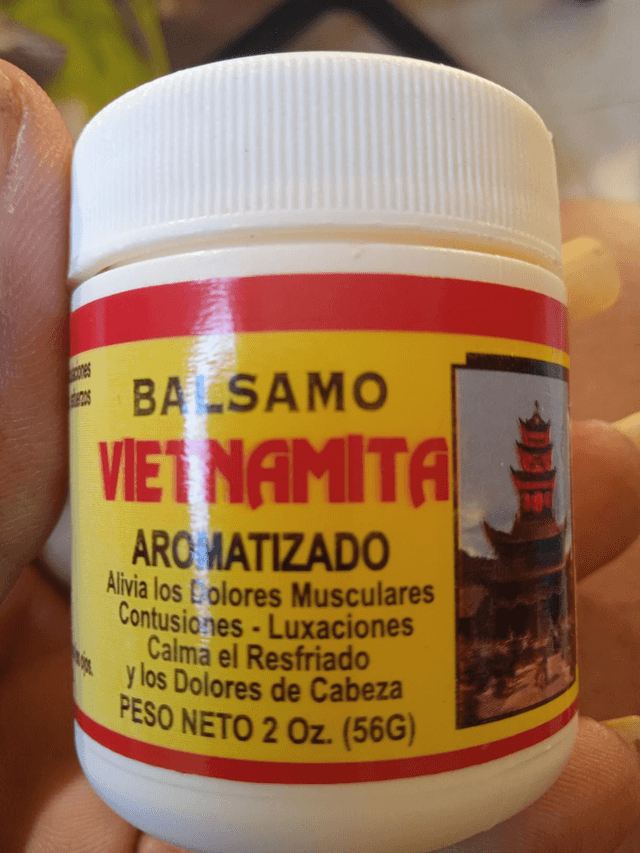 BALSAMO
VIETNAMITA
AROMATIZADO
Alivia los Dolores Musculares
Contusiones - Luxaciones
Calma el Resfriado
y los Dolores de Cabeza
PESO NETO 2 Oz. (56G)
ojos.